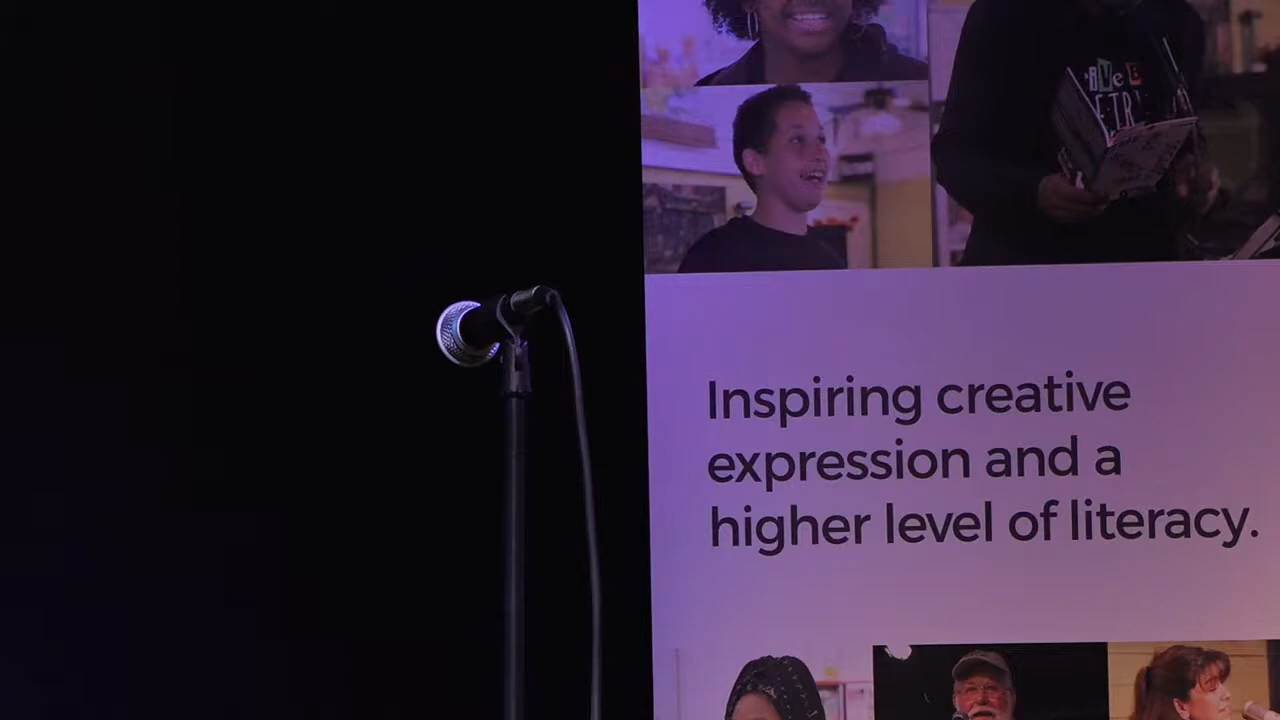 Inspiring creative
expression and a
higher level of literacy.